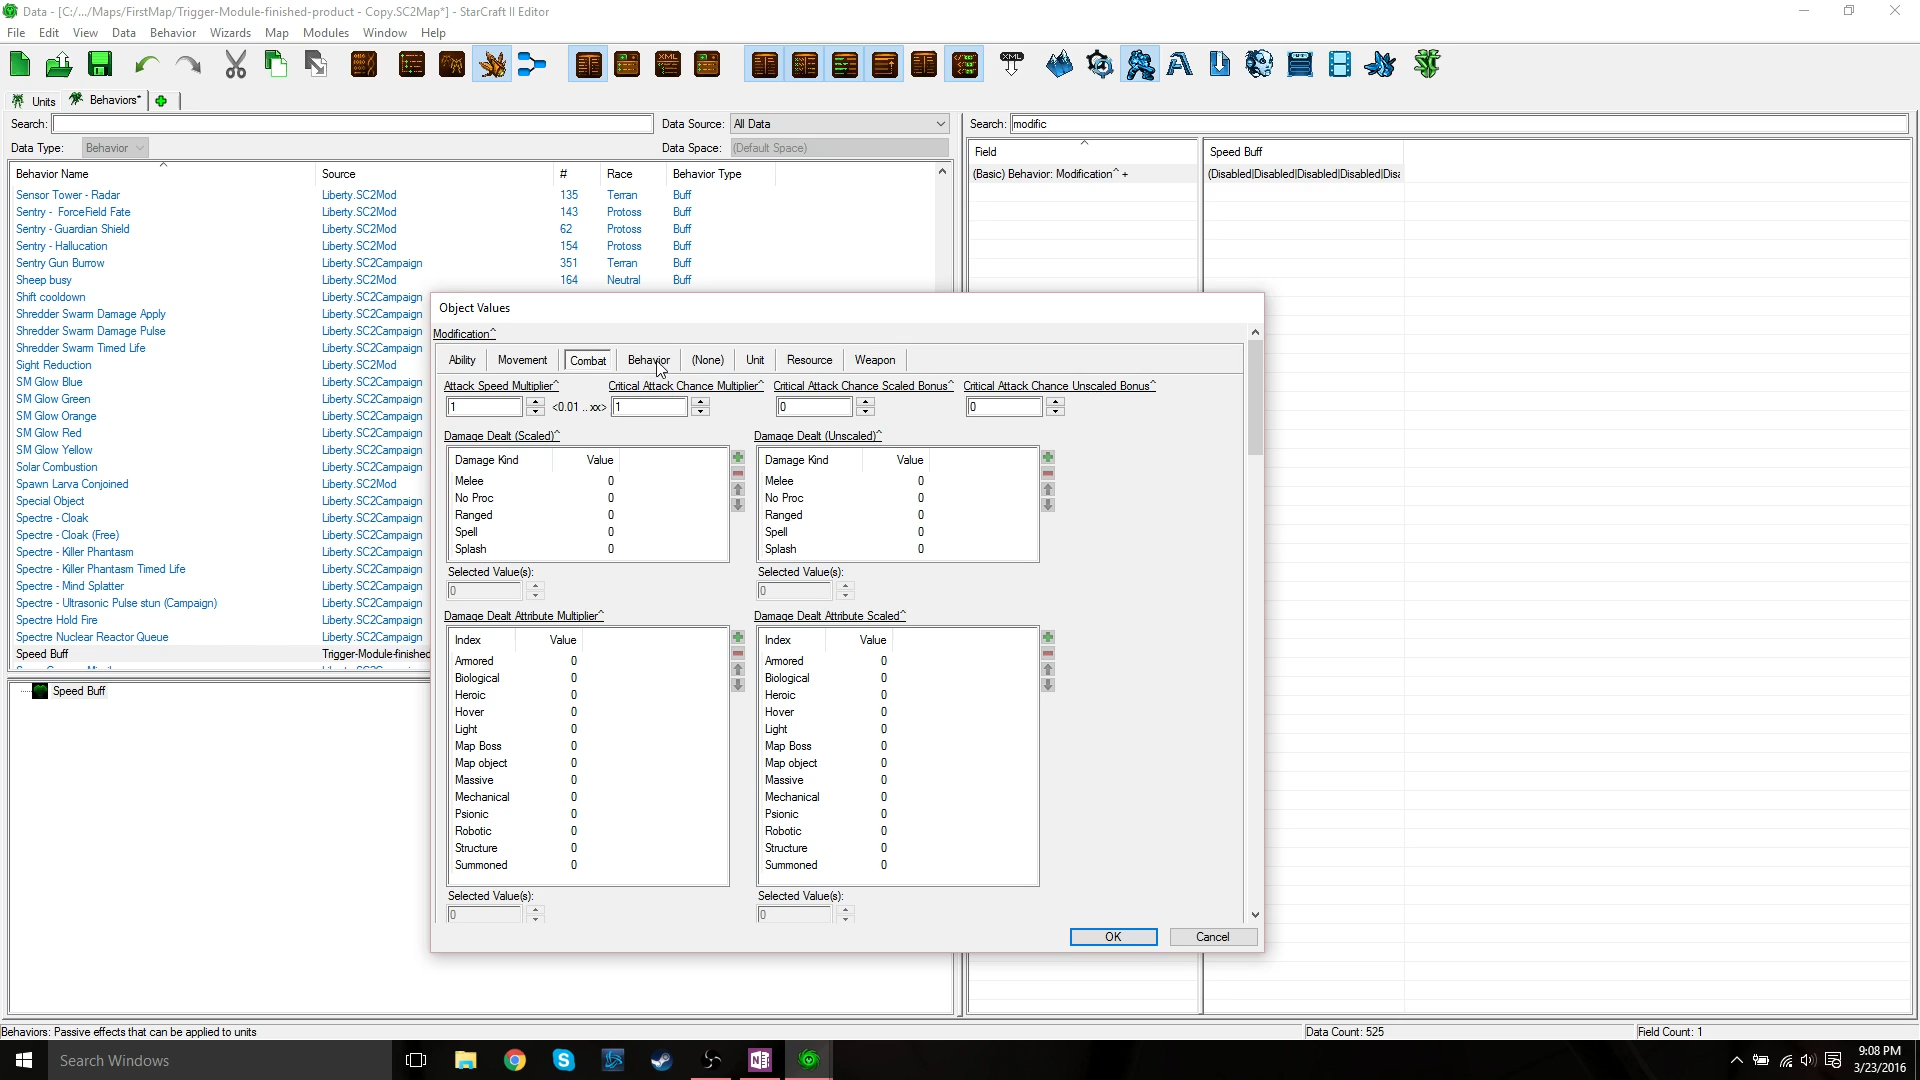 Data - [C:/.../Maps/FirstMap/Trigger-Module-finished-product - Copy.SC2Map*] - StarCraft II Editor
File Edit View Data Behavior Wizards Map Modules Window Help
Units Behaviors*
Search: Data Source: All Data Search: modific
Data Type: Behavior Data Space: (Default Space)
Behavior Name Source # Race Behavior Type Field Speed Buff
(Basic) Behavior: Modification^ + (Disabled|Disabled|Disabled|Disabled|Disa
Sensor Tower - Radar Liberty.SC2Mod 135 Terran Buff
Sentry - ForceField Fate Liberty.SC2Mod 143 Protoss Buff
Sentry - Guardian Shield Liberty.SC2Mod 62 Protoss Buff
Sentry - Hallucation Liberty.SC2Mod 154 Protoss Buff
Sentry Gun Burrow Liberty.SC2Campaign 351 Terran Buff
Sheep busy Liberty.SC2Mod 164 Neutral Buff
Shift cooldown Liberty.SC2Campaign
Shredder Swarm Damage Apply Liberty.SC2Campaign
Shredder Swarm Damage Pulse Liberty.SC2Campaign
Shredder Swarm Timed Life Liberty.SC2Campaign
Sight Reduction Liberty.SC2Mod
SM Glow Blue Liberty.SC2Campaign
SM Glow Green Liberty.SC2Campaign
SM Glow Orange Liberty.SC2Campaign
SM Glow Red Liberty.SC2Campaign
SM Glow Yellow Liberty.SC2Campaign
Solar Combustion Liberty.SC2Campaign
Spawn Larva Conjoined Liberty.SC2Mod
Special Object Liberty.SC2Campaign
Spectre - Cloak Liberty.SC2Campaign
Spectre - Cloak (Free) Liberty.SC2Campaign
Spectre - Killer Phantasm Liberty.SC2Campaign
Spectre - Killer Phantasm Timed Life Liberty.SC2Campaign
Spectre - Mind Splatter Liberty.SC2Campaign
Spectre - Ultrasonic Pulse stun (Campaign) Liberty.SC2Campaign
Spectre Hold Fire Liberty.SC2Campaign
Spectre Nuclear Reactor Queue Liberty.SC2Campaign
Speed Buff Trigger-Module-finished
Speed Buff
Object Values
Modification^
Ability Movement Combat Behavior (None) Unit Resource Weapon
Attack Speed Multiplier^ Critical Attack Chance Multiplier^ Critical Attack Chance Scaled Bonus^ Critical Attack Chance Unscaled Bonus^
1 <0.01 .. xx> 1 0 0
Damage Dealt (Scaled)^ Damage Dealt (Unscaled)^
Damage Kind Value Damage Kind Value
Melee 0 Melee 0
No Proc 0 No Proc 0
Ranged 0 Ranged 0
Spell 0 Spell 0
Splash 0 Splash 0
Selected Value(s): Selected Value(s):
0 0
Damage Dealt Attribute Multiplier^ Damage Dealt Attribute Scaled^
Index Value Index Value
Amored 0 Amored 0
Biological 0 Biological 0
Heroic 0 Heroic 0
Hover 0 Hover 0
Light 0 Light 0
Map Boss 0 Map Boss 0
Map object 0 Map object 0
Massive 0 Massive 0
Mechanical 0 Mechanical 0
Psionic 0 Psionic 0
Robotic 0 Robotic 0
Structure 0 Structure 0
Summoned 0 Summoned 0
Selected Value(s): Selected Value(s):
0 0
OK Cancel
Behaviors: Passive effects that can be applied to units Data Count: 525 Field Count: 1
Search Windows 9:08 PM
3/23/2016